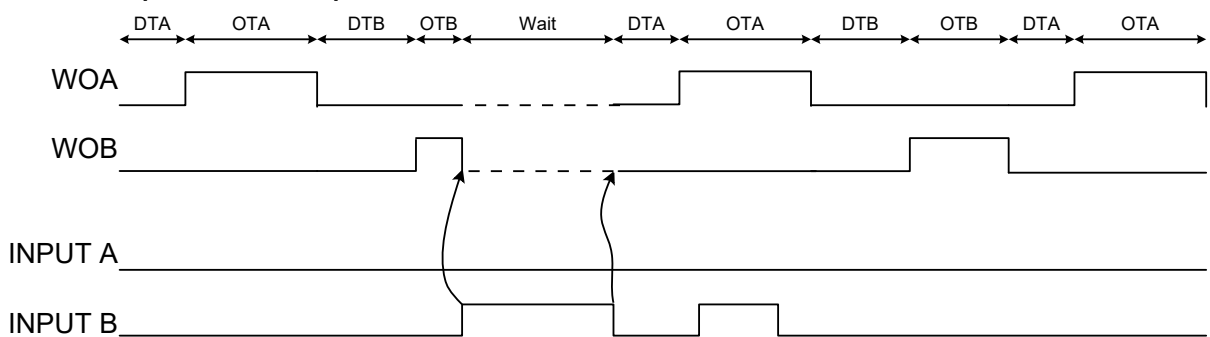 DTA OTA DTB OTB Wait DTA OTA DTB OTB DTA OTA
WOA
WOB
INPUT A
INPUT B